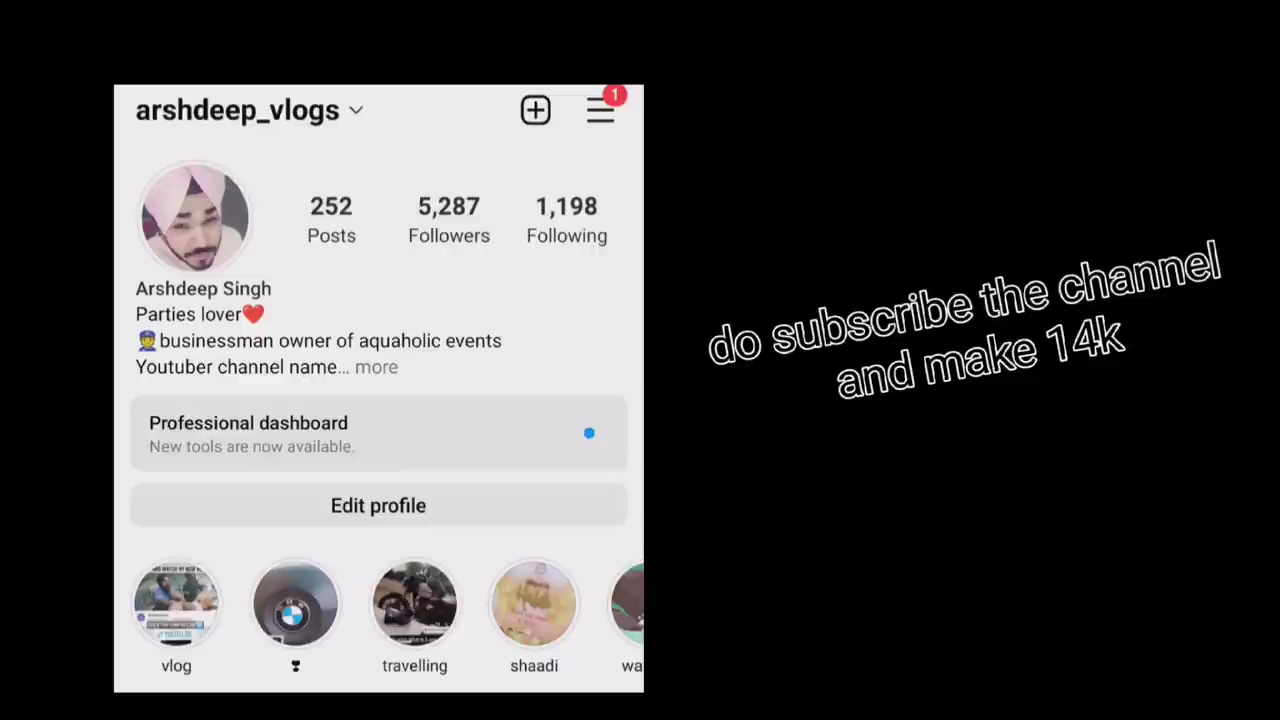 arshdeep_vlogs
1
252
5,287
1,198
Posts
Followers
Following
Arshdeep Singh
Parties lover❤️
👮businessman owner of aquaholic events
Youtuber channel name... more
Professional dashboard
New tools are now available.
Edit profile
vlog
❣
travelling
shaadi
wa
do subscribe the channel
and make 14k